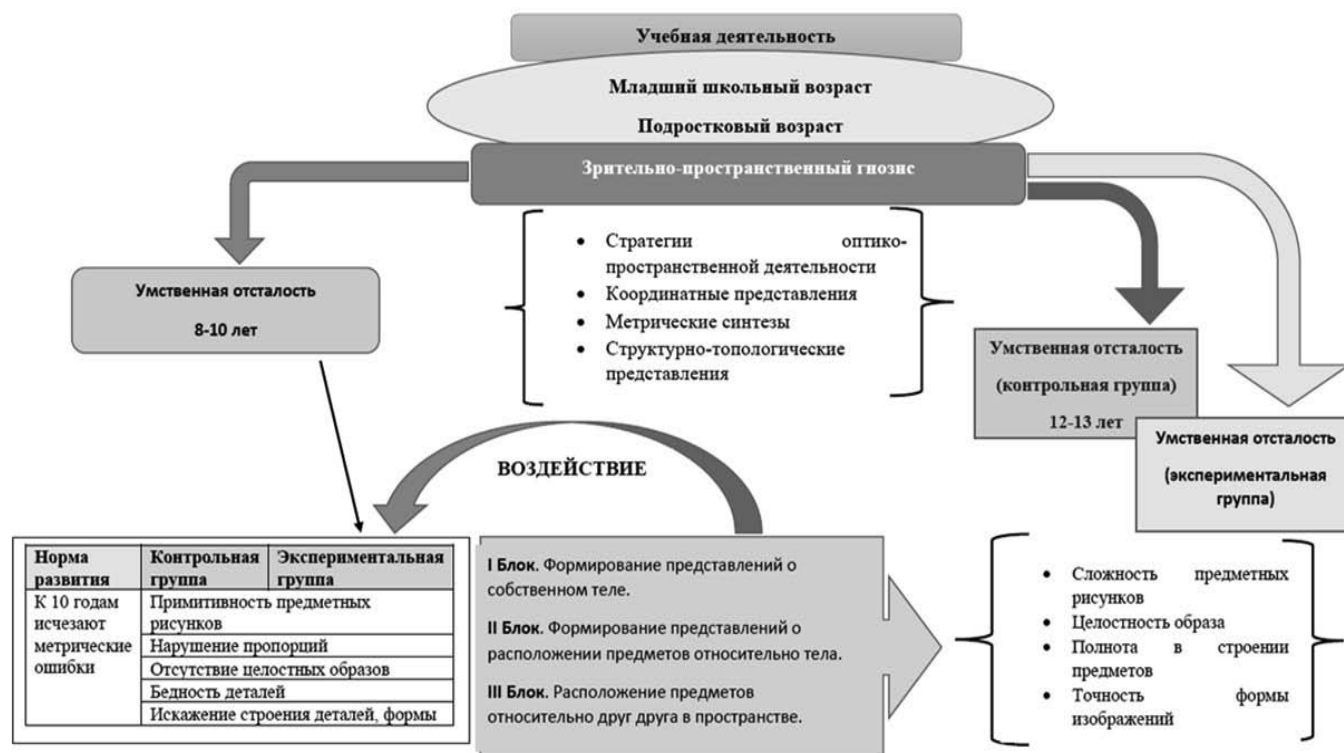 Учебная деятельность
Младший школьный возраст
Подростковый возраст
Зрительно-пространственный гнозис
• Стратегии оптико-
пространственной деятельности
• Координатные представления
• Метрические синтезы
• Структурно-топологические
представления
Умственная отсталость
8-10 лет
Умственная отсталость
(контрольная группа)
12-13 лет
Умственная отсталость
(экспериментальная
группа)
ВОЗДЕЙСТВИЕ
Норма
развития
Контрольная
группа
Экспериментальная
группа
К 10 годам
исчезают
метрические
ошибки
Примитивность предметных
рисунков
Нарушение пропорций
Отсутствие целостных образов
Бедность деталей
Искажение строения деталей, формы
I Блок. Формирование представлений о
собственном теле.
II Блок. Формирование представлений о
расположении предметов относительно тела.
III Блок. Расположение предметов
относительно друг друга в пространстве.
• Сложность предметных
рисунков
• Целостность образа
• Полнота в строении
предметов
• Точность формы
изображений